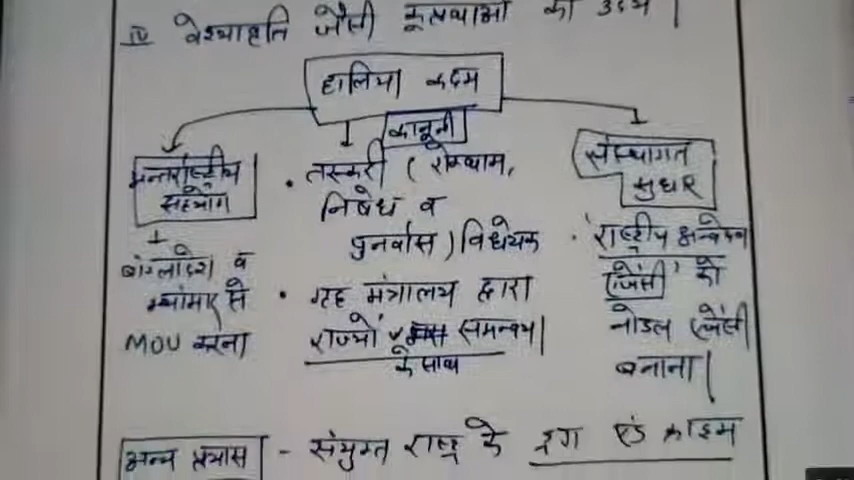 IV वेश्यावृति जैसी कुप्रथाओं का उदय |
हालिया कदम
अन्तर्राष्ट्रीय
सहयोग
बांग्लादेश व
म्यांमार से
MOU करना
कानूनी
• तस्करी (रोकथाम,
निषेध व
पुनर्वास) विधेयक
• गृह मंत्रालय द्वारा
राज्यों समन्वय |
के साथ
संस्थागत
सुधार
• 'राष्ट्रीय अन्वेषण
एजेंसी' को
नोडल एजेंसी
बनाना |
अन्य प्रयास - संयुक्त राष्ट्र के ड्रग एवं क्राइम